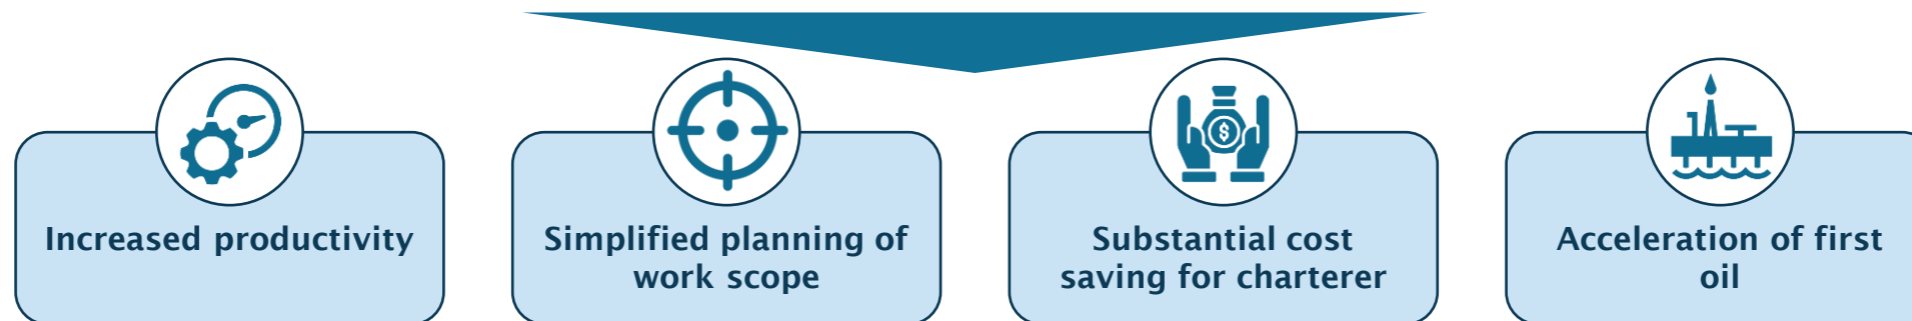 Increased productivity
Simplified planning of
work scope
Substantial cost
saving for charterer
Acceleration of first
oil
$